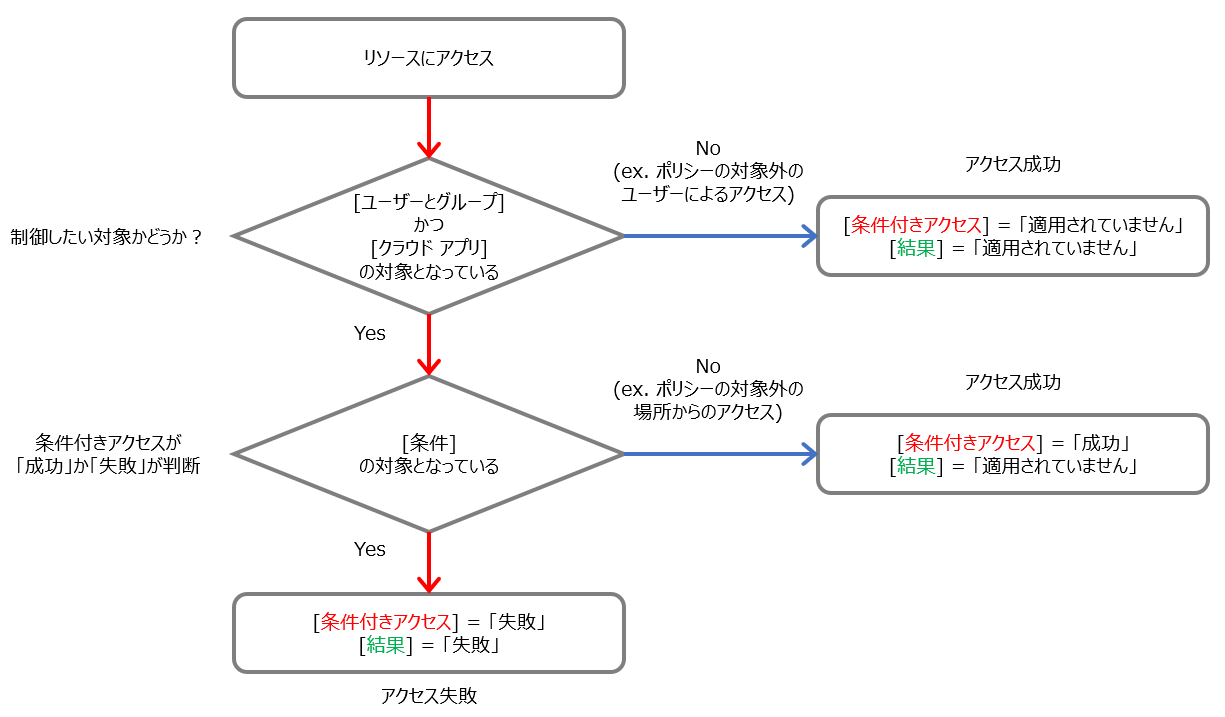 リソースにアクセス
No
(ex. ポリシーの対象外の
ユーザーによるアクセス)
アクセス成功
制御したい対象かどうか？
[ユーザーとグループ]
かつ
[クラウド アプリ]
の対象となっている
[条件付きアクセス] = 「適用されていません」
[結果] = 「適用されていません」
Yes
No
(ex. ポリシーの対象外の
場所からのアクセス)
アクセス成功
条件付きアクセスが
「成功」か「失敗」が判断
[条件]
の対象となっている
[条件付きアクセス] = 「成功」
[結果] = 「適用されていません」
Yes
[条件付きアクセス] = 「失敗」
[結果] = 「失敗」
アクセス失敗